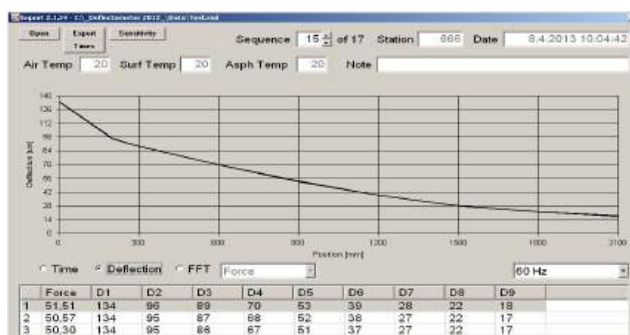 Open Export Times Sensitivity Sequence 15 of 17 Station 666 Date 8.4.2013 10:04:42
Air Temp 20 Surf Temp 20 Asph Temp 20 Note
140
126
112
98
84
70
56
42
28
14
0
Deflection
0 300 600 900 1200 1500 1800 2100
Position [mm]
Time Deflection FFT Force 60 Hz
Force D1 D2 D3 D4 D5 D6 D7 D8 D9
1 51,51 134 96 89 70 53 39 28 22 18
2 50,57 134 95 87 68 52 38 27 22 17
3 50,30 134 95 86 67 51 37 27 22 17